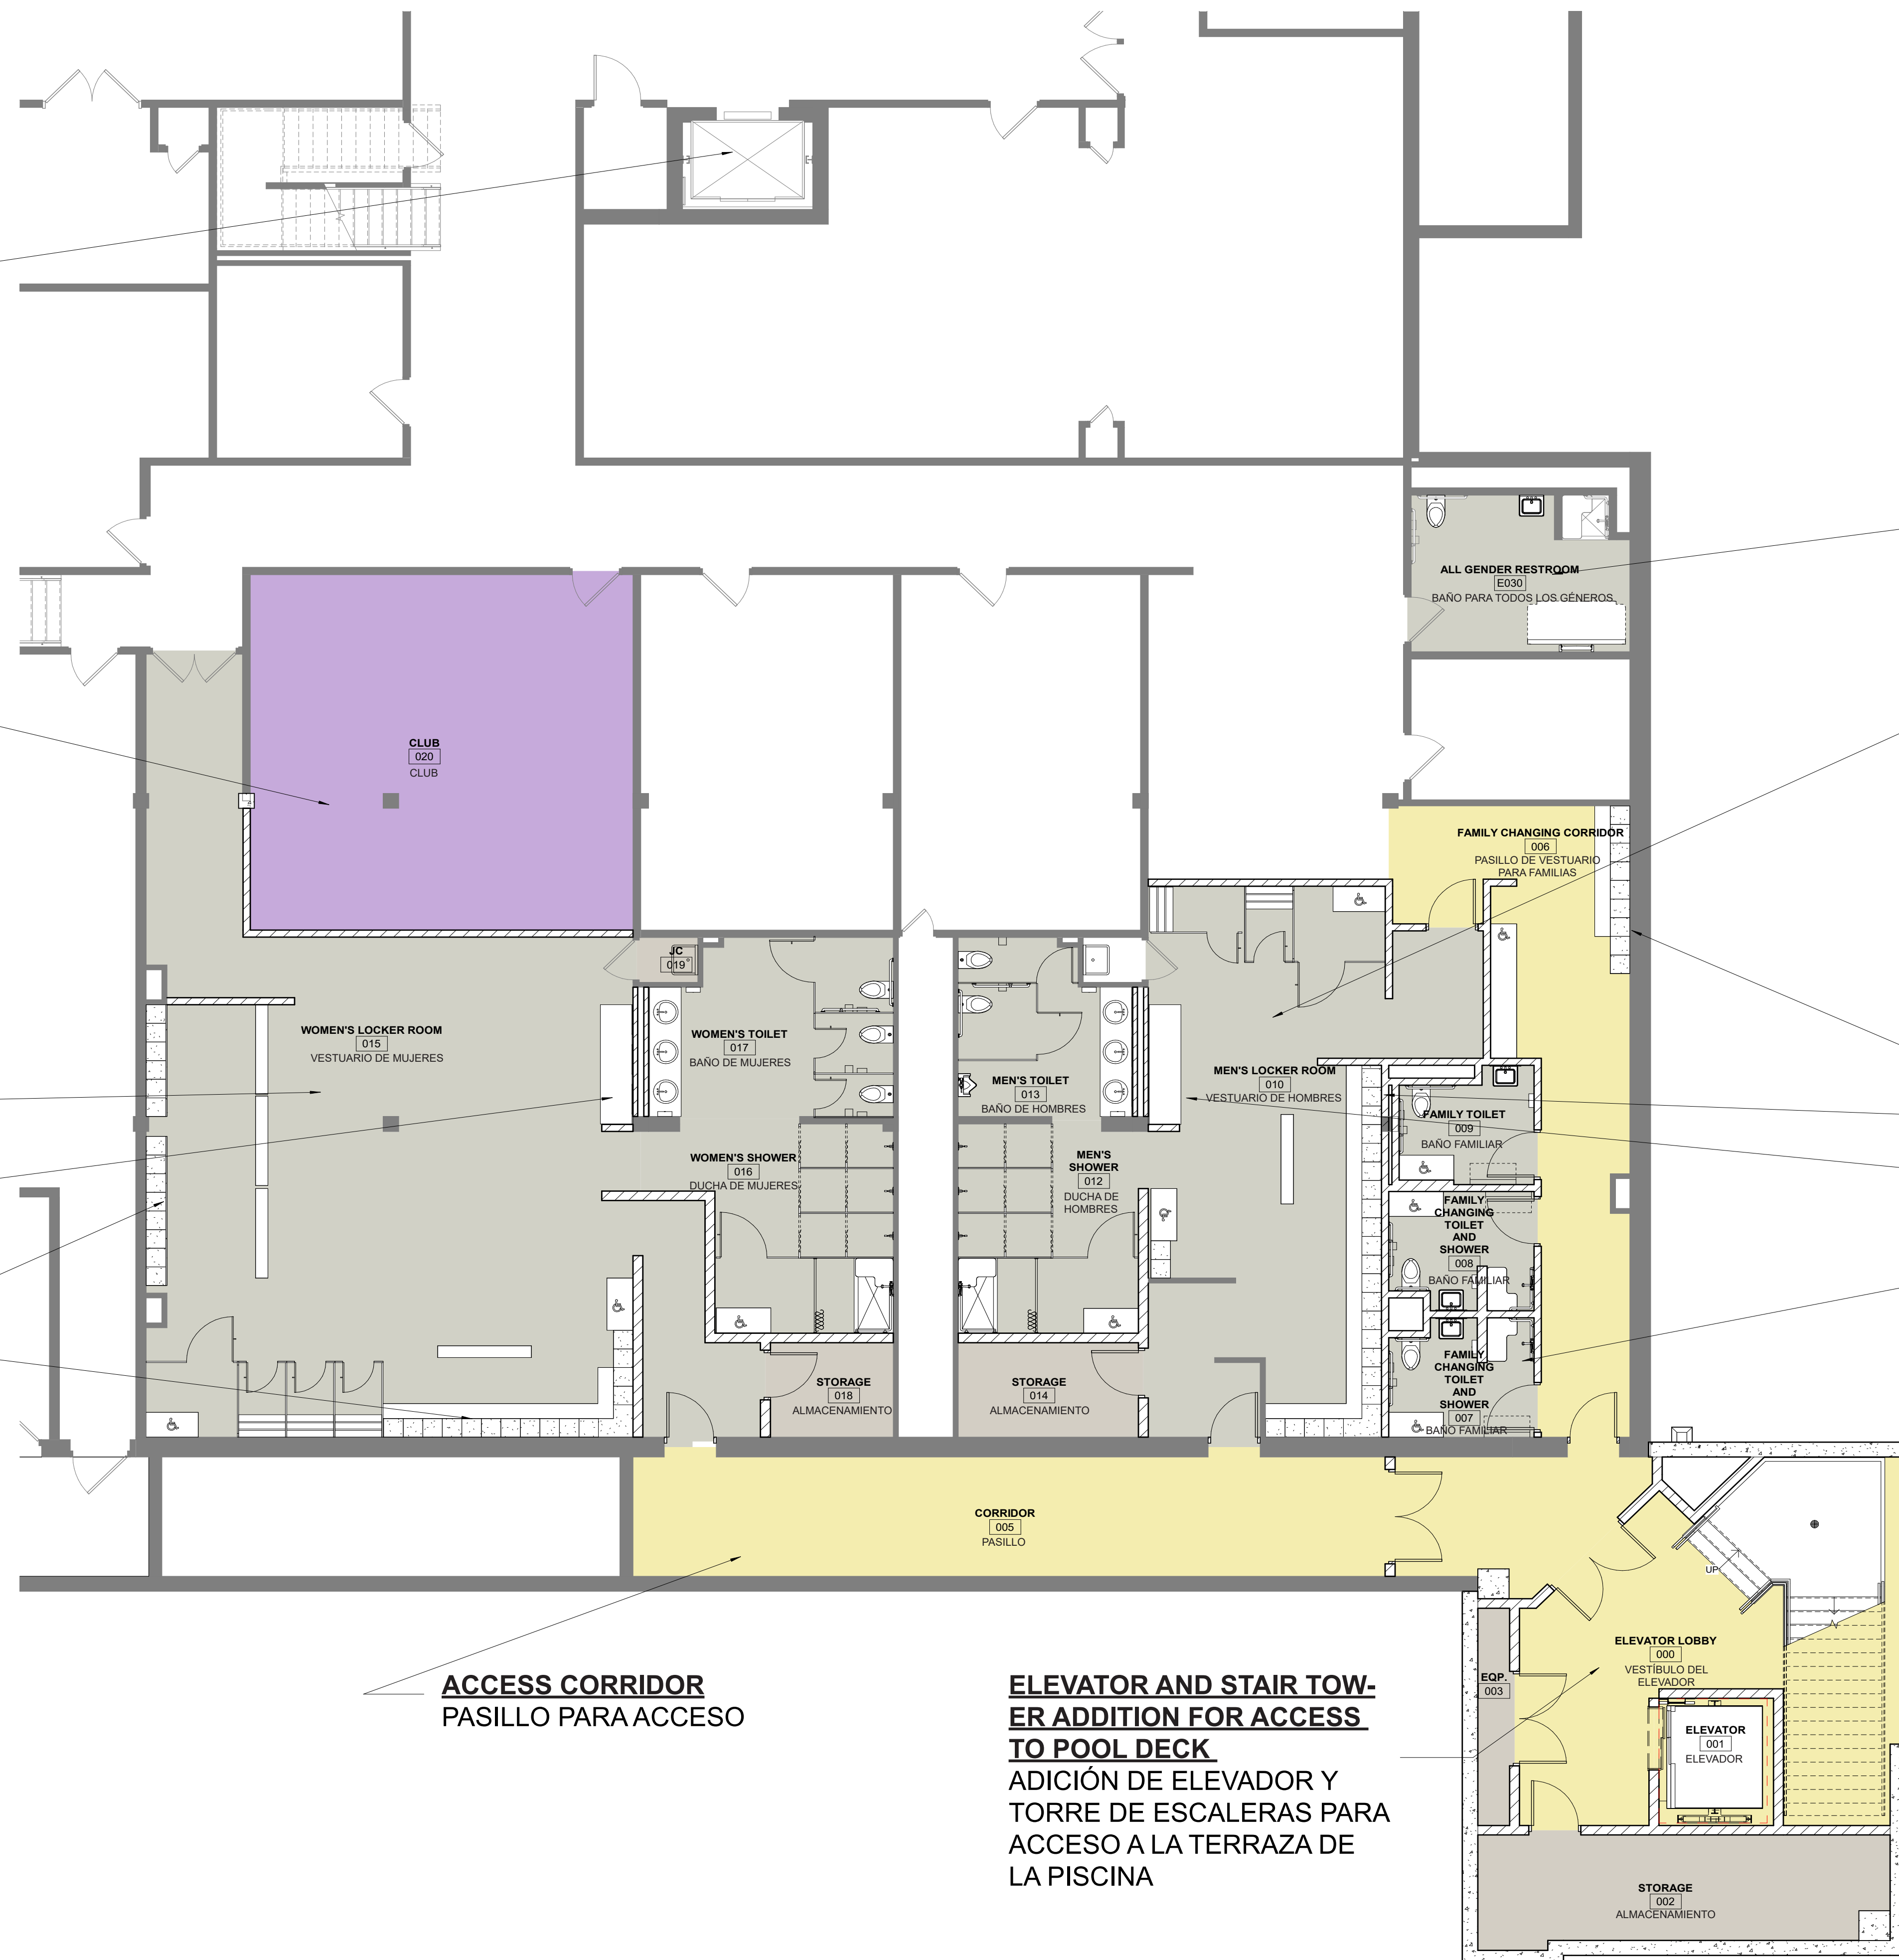 ALL GENDER RESTROOM
E030
BAÑO PARA TODOS LOS GÉNEROS
CLUB
020
CLUB
FAMILY CHANGING CORRIDOR
006
PASILLO DE VESTUARIO
PARA FAMILIAS
JC
019
WOMEN'S LOCKER ROOM
015
VESTUARIO DE MUJERES
WOMEN'S TOILET
017
BAÑO DE MUJERES
MEN'S TOILET
013
BAÑO DE HOMBRES
MEN'S LOCKER ROOM
010
VESTUARIO DE HOMBRES
FAMILY TOILET
009
BAÑO FAMILIAR
WOMEN'S SHOWER
016
DUCHA DE MUJERES
MEN'S
SHOWER
012
DUCHA DE
HOMBRES
FAMILY
CHANGING
TOILET
AND
SHOWER
008
BAÑO FAMILIAR
FAMILY
CHANGING
TOILET
AND
SHOWER
007
BAÑO FAMILIAR
STORAGE
018
ALMACENAMIENTO
STORAGE
014
ALMACENAMIENTO
CORRIDOR
005
PASILLO
UP
ELEVATOR LOBBY
000
VESTÍBULO DEL
ELEVADOR
EQP.
003
ELEVATOR
001
ELEVADOR
STORAGE
002
ALMACENAMIENTO
ACCESS CORRIDOR
PASILLO PARA ACCESO
ELEVATOR AND STAIR TOW-
ER ADDITION FOR ACCESS
TO POOL DECK
ADICIÓN DE ELEVADOR Y
TORRE DE ESCALERAS PARA
ACCESO A LA TERRAZA DE
LA PISCINA